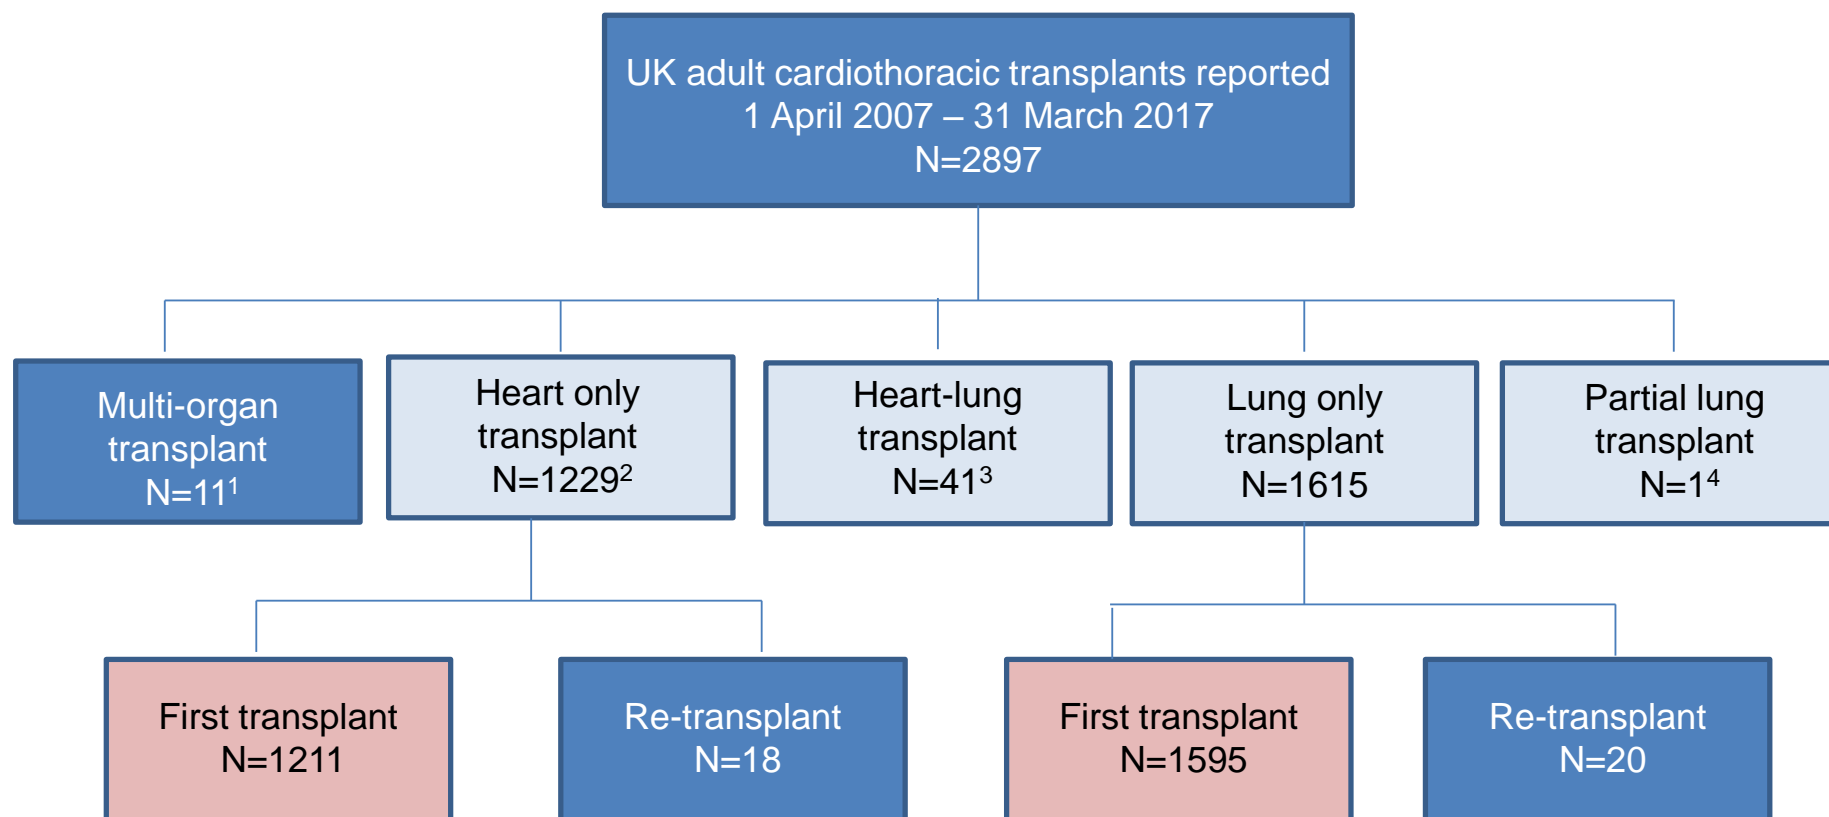 UK adult cardiothoracic transplants reported
1 April 2007 – 31 March 2017
N=2897
Multi-organ
transplant
N=11¹
Heart only
transplant
N=1229²
Heart-lung
transplant
N=41³
Lung only
transplant
N=1615
Partial lung
transplant
N=1⁴
First transplant
N=1211
Re-transplant
N=18
First transplant
N=1595
Re-transplant
N=20